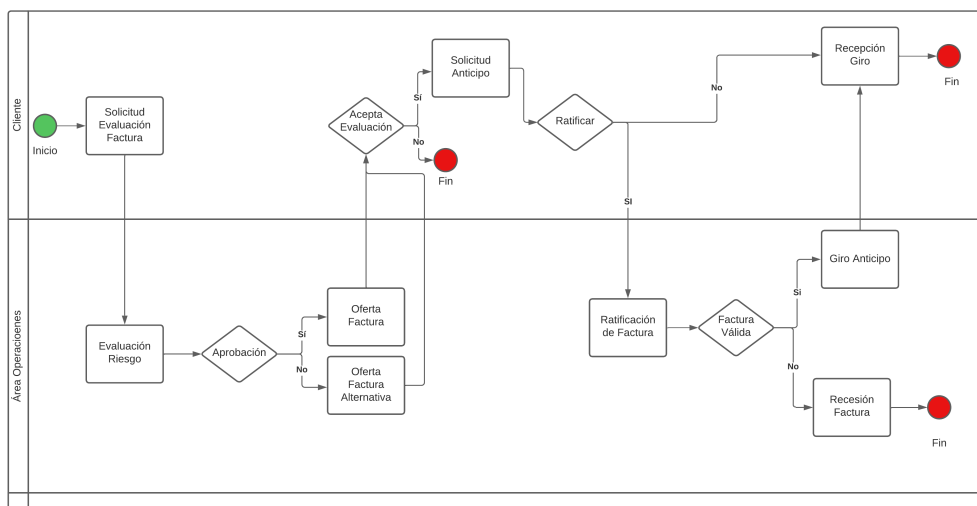 Cliente
Inicio
Solicitud
Evaluación
Factura
Acepta
Evaluación
Sí
No
Fin
Solicitud
Anticipo
Ratificar
No
SI
Recepción
Giro
Fin
Área Operacioenes
Evaluación
Riesgo
Aprobación
Sí
No
Oferta
Factura
Oferta
Factura
Alternativa
Ratificación
de Factura
Factura
Válida
Si
No
Giro Anticipo
Recesión
Factura
Fin